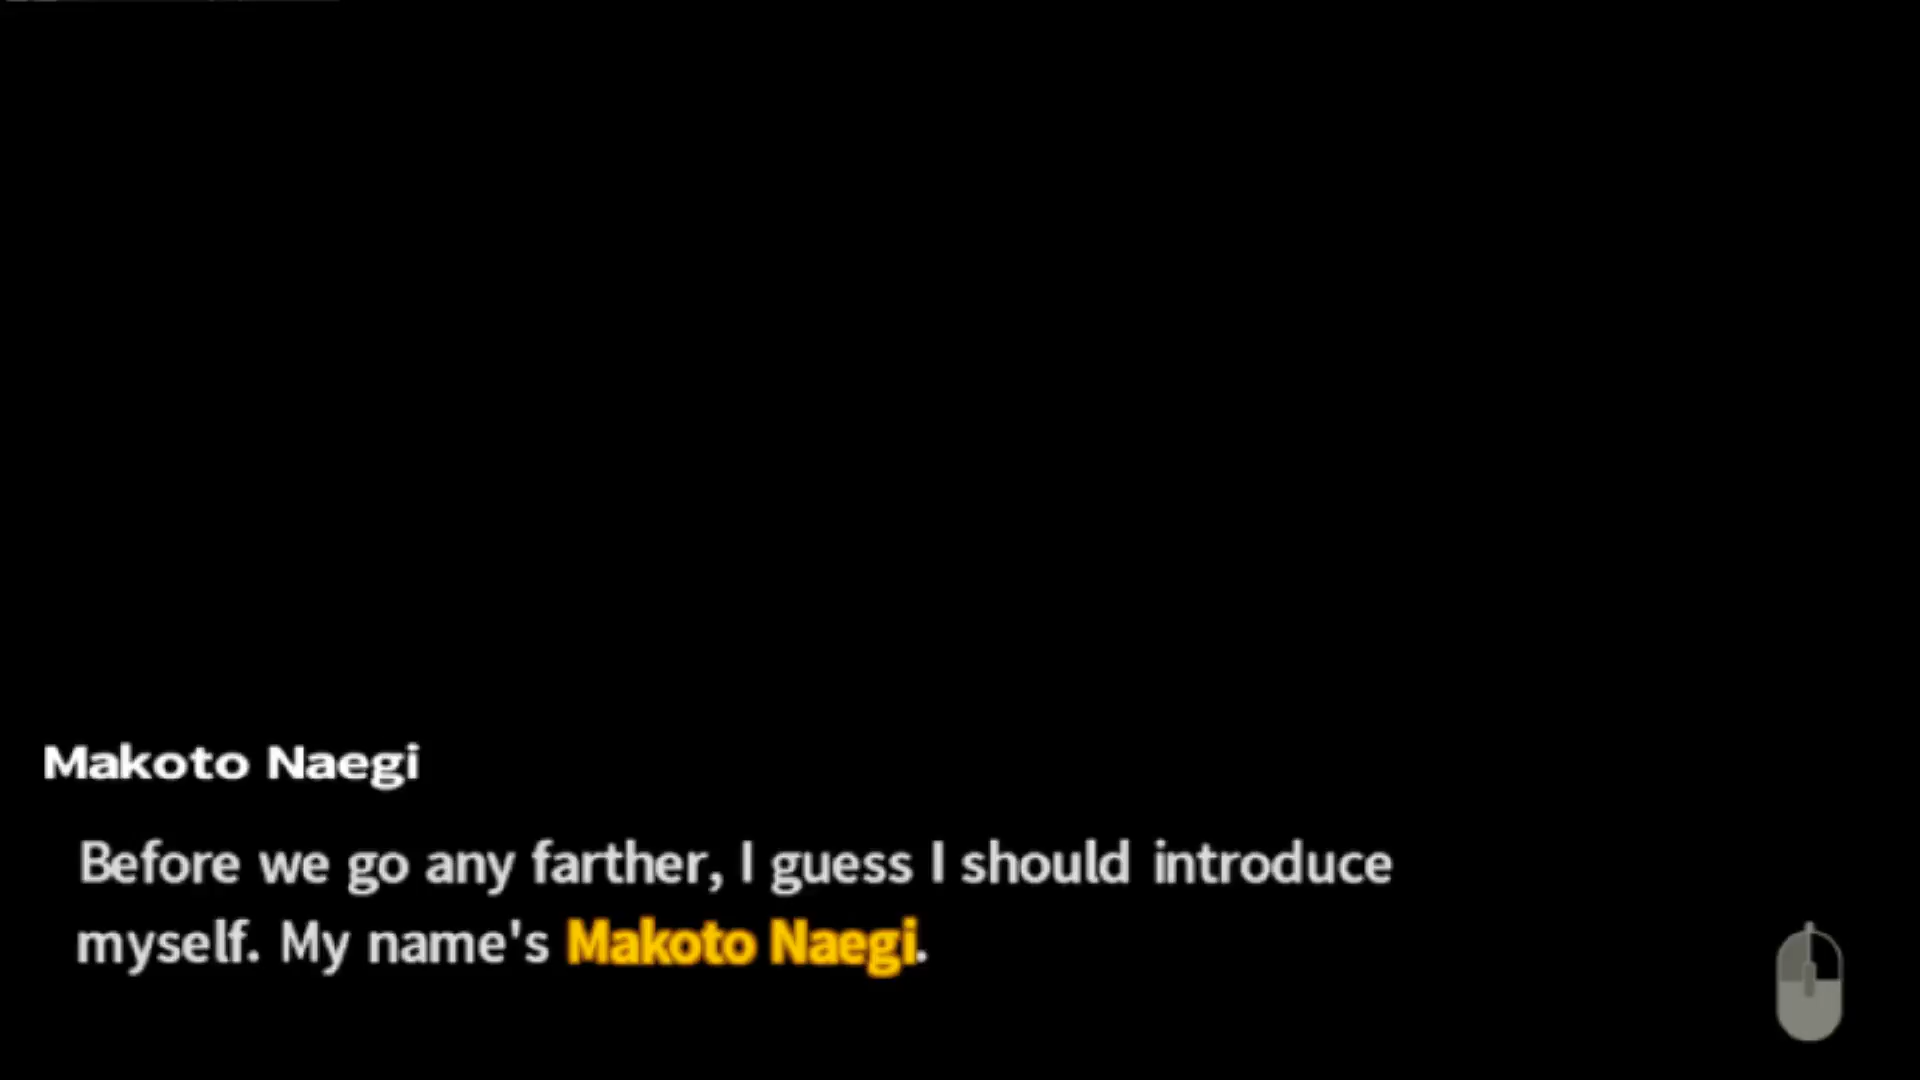 Makoto Naegi
Before we go any farther, I guess I should introduce
myself. My name's Makoto Naegi.